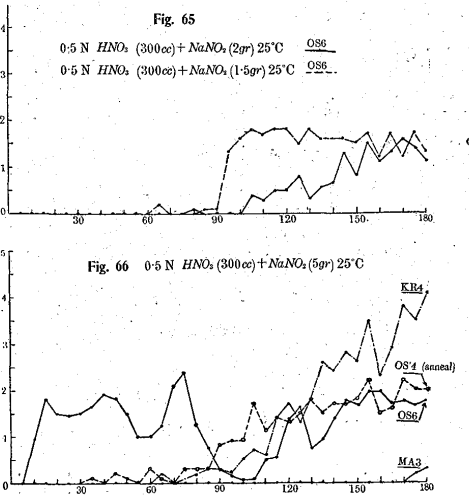 Fig. 65
0·5 N HNO₃ (300cc)+NaNO₂(2gr) 25°C OS6
0·5 N HNO₃ (300cc)+NaNO₂(1·5gr) 25°C OS6
4
3
2
1
0
30 60 90 120 150 180
Fig. 66 0·5 N HNO₃ (300cc)+NaNO₂(5gr) 25°C
5
4
3
2
1
0
KR4
OS'4 (anneal)
OS6
MA3
30 60 90 120 150 180